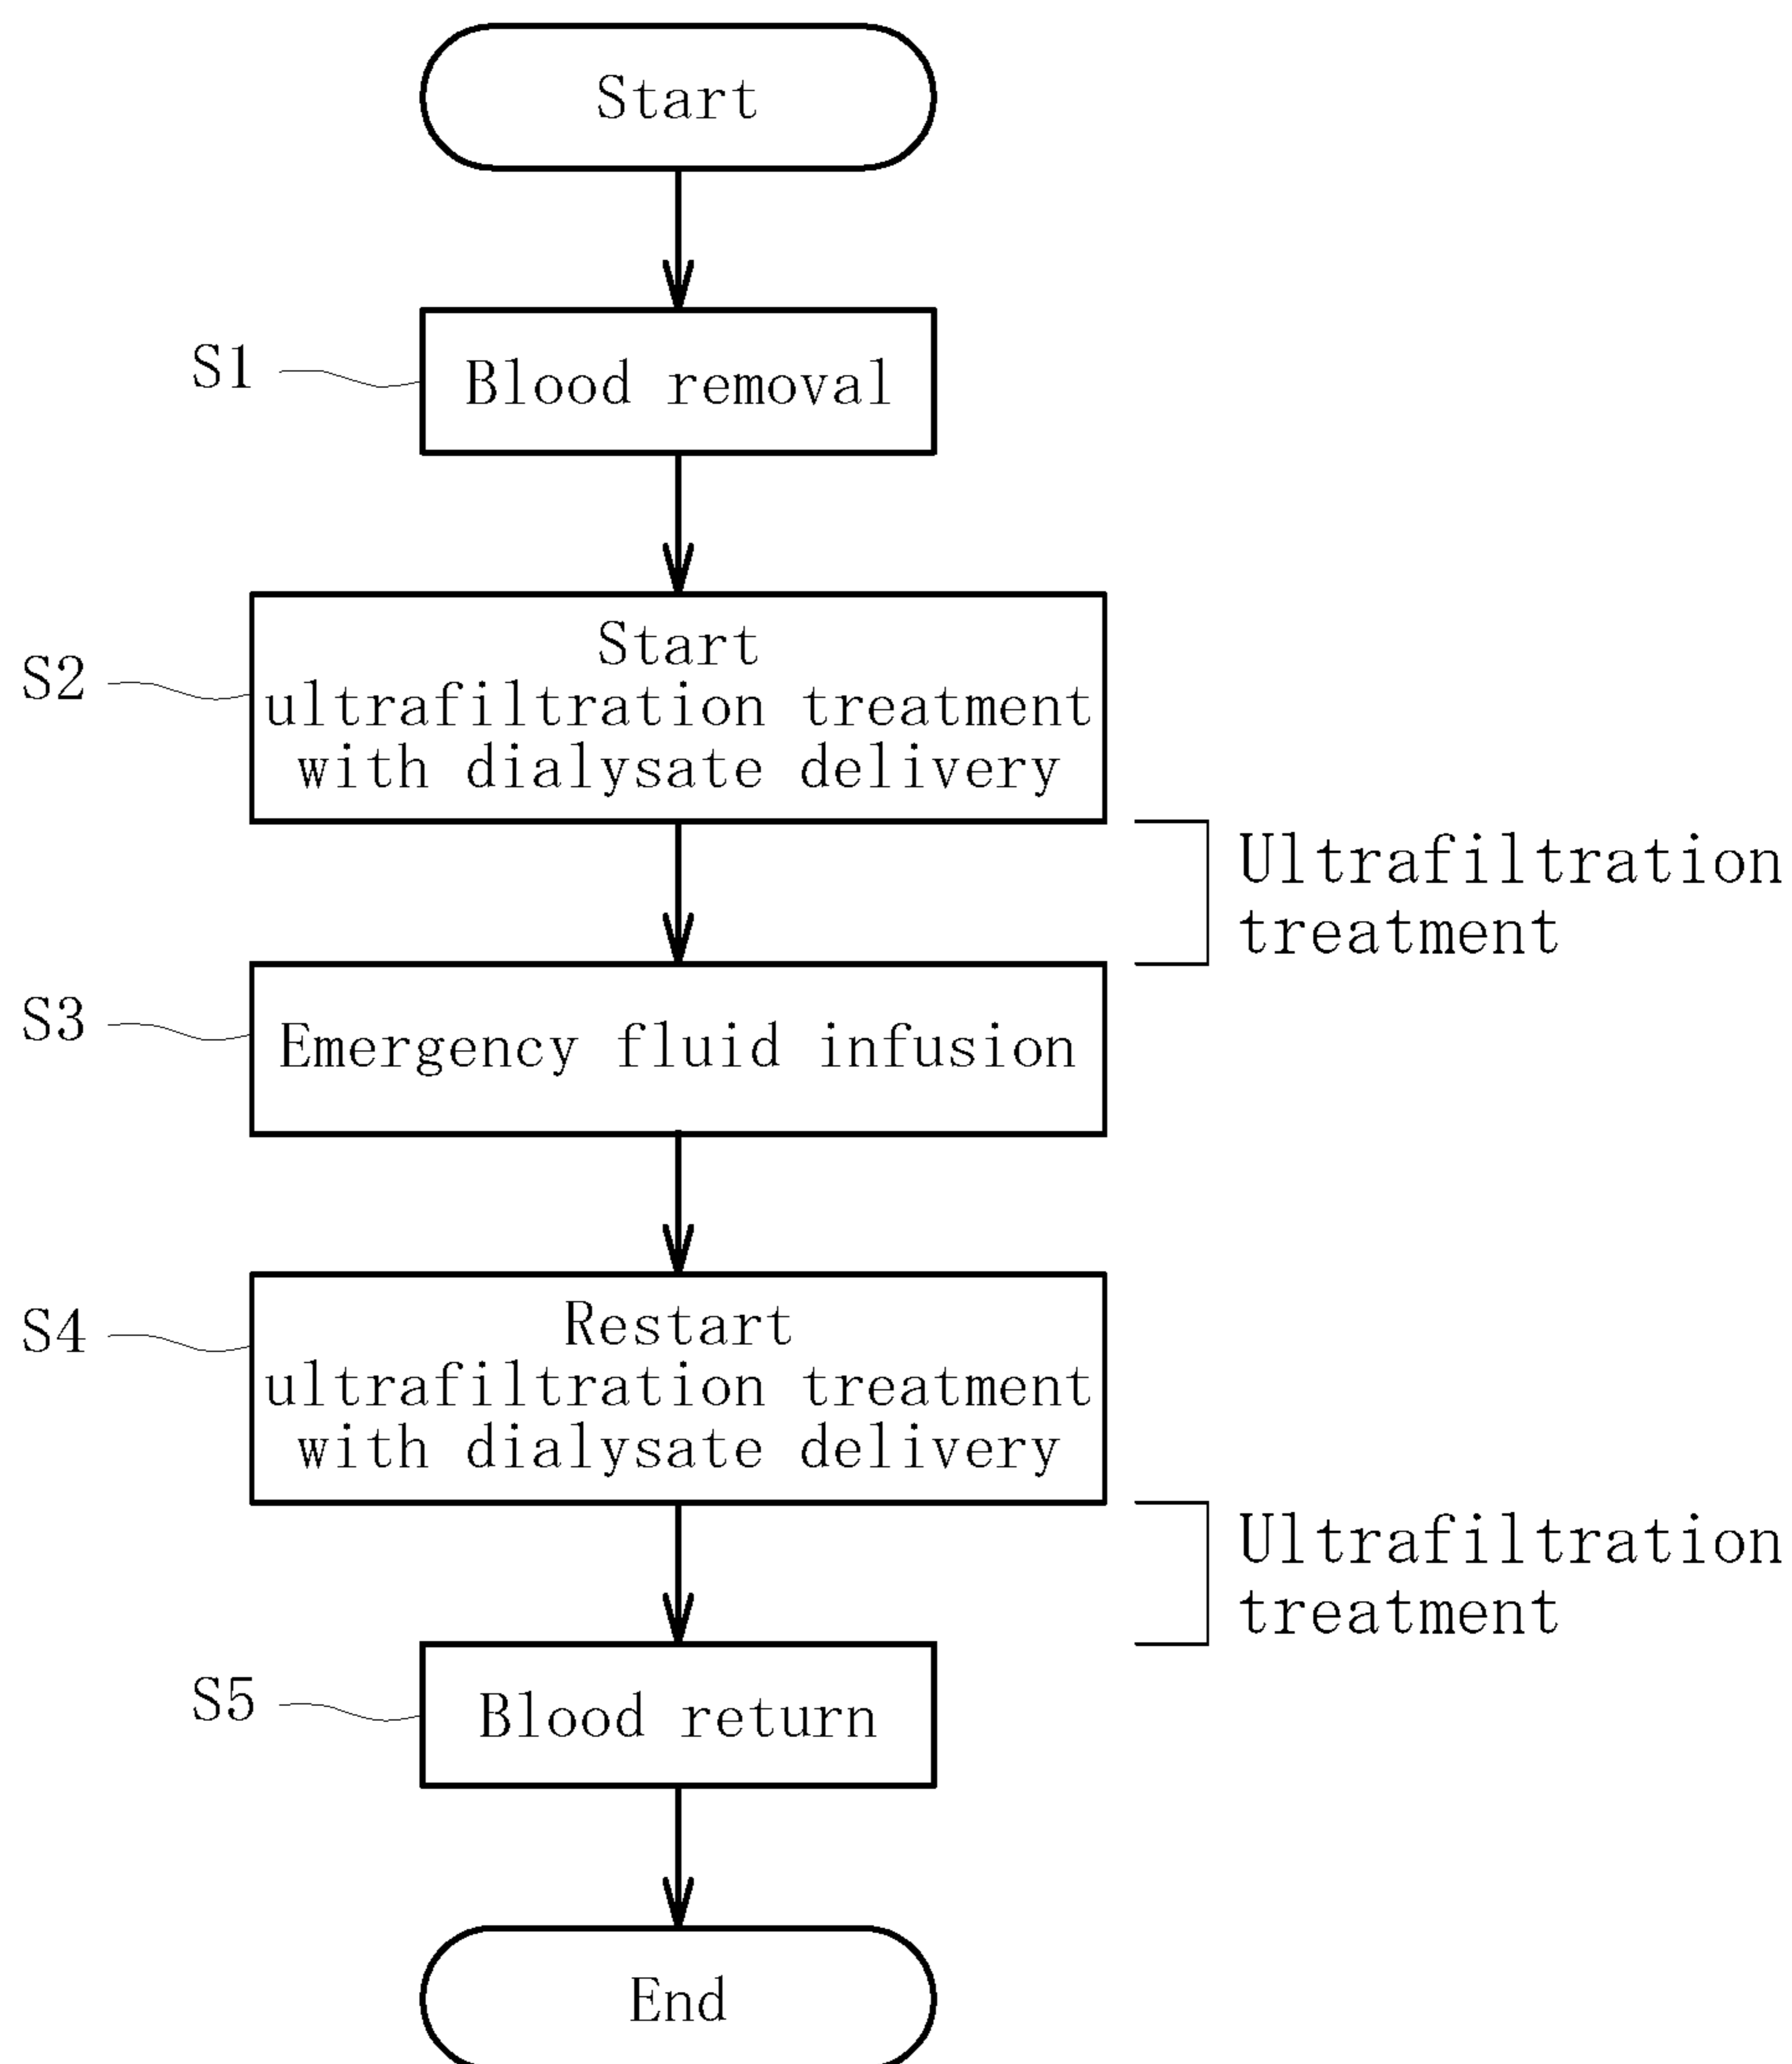 Start
S1
Blood removal
S2
Start
ultrafiltration treatment
with dialysate delivery
Ultrafiltration
treatment
S3
Emergency fluid infusion
S4
Restart
ultrafiltration treatment
with dialysate delivery
Ultrafiltration
treatment
S5
Blood return
End